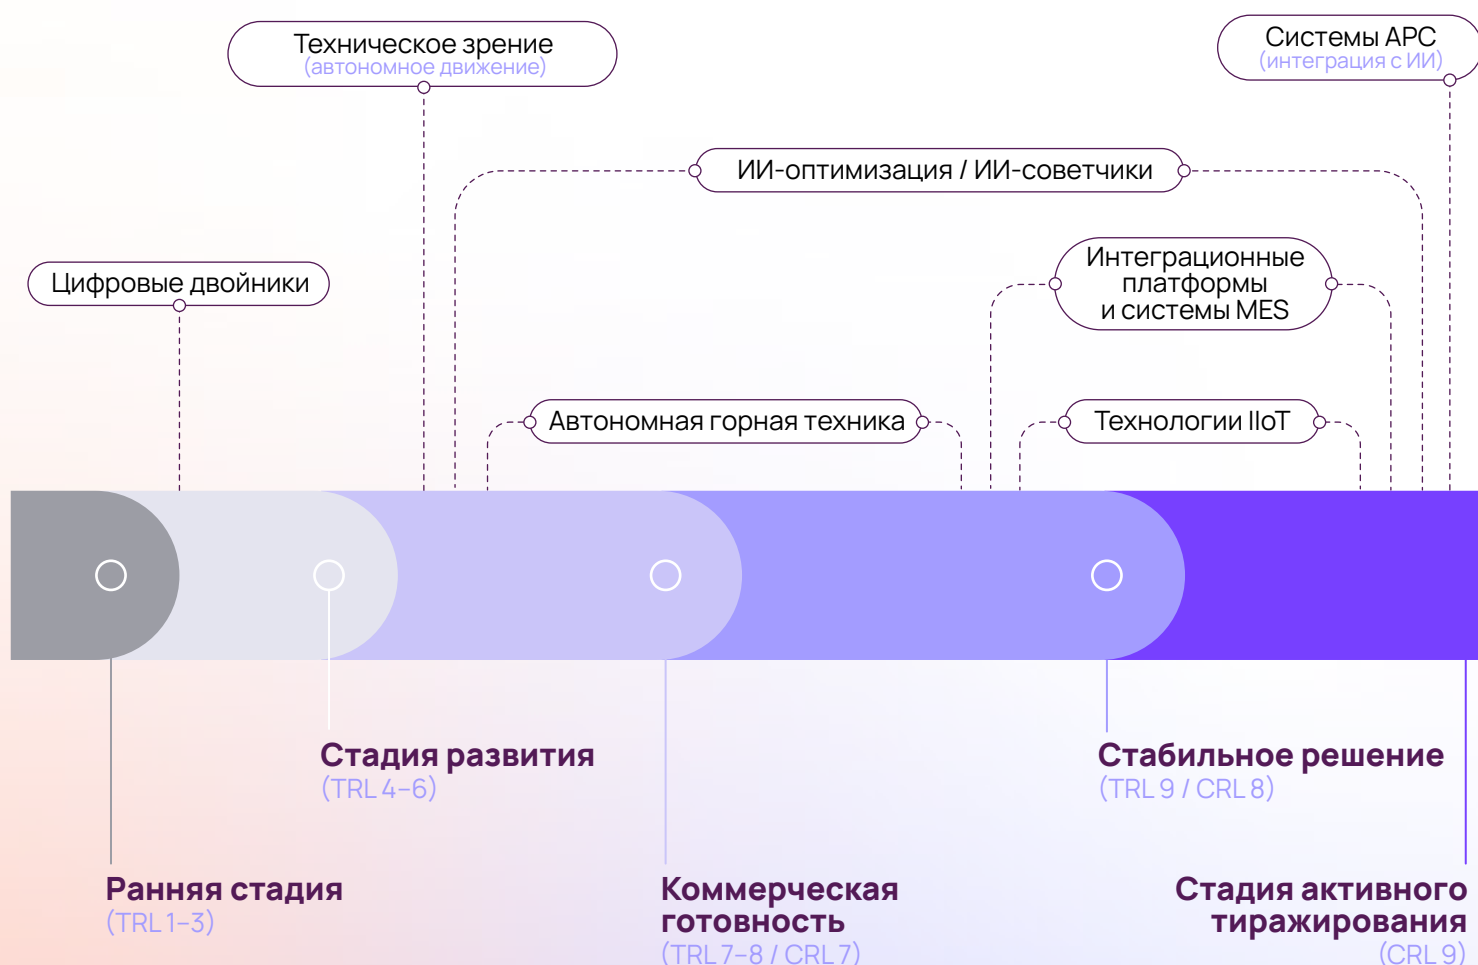 Техническое зрение
(автономное движение)
Системы APC
(интеграция с ИИ)
ИИ-оптимизация / ИИ-советчики
Интеграционные
платформы
и системы MES
Цифровые двойники
Автономная горная техника
Технологии IIoT
Стадия развития
(TRL 4–6)
Стабильное решение
(TRL 9 / CRL 8)
Ранняя стадия
(TRL 1–3)
Коммерческая
готовность
(TRL 7–8 / CRL 7)
Стадия активного
тиражирования
(CRL 9)